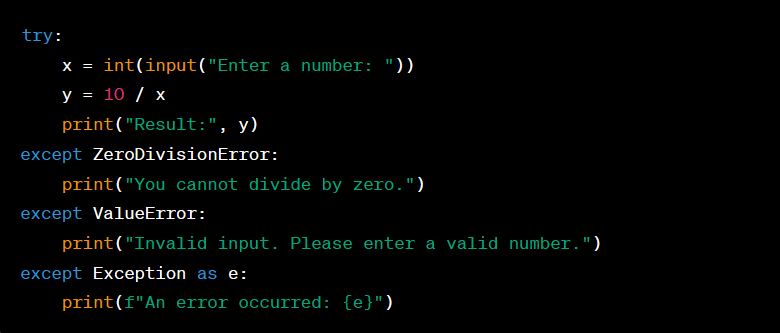 try:
    x = int(input("Enter a number: "))
    y = 10 / x
    print("Result:", y)
except ZeroDivisionError:
    print("You cannot divide by zero.")
except ValueError:
    print("Invalid input. Please enter a valid number.")
except Exception as e:
    print(f"An error occurred: {e}")